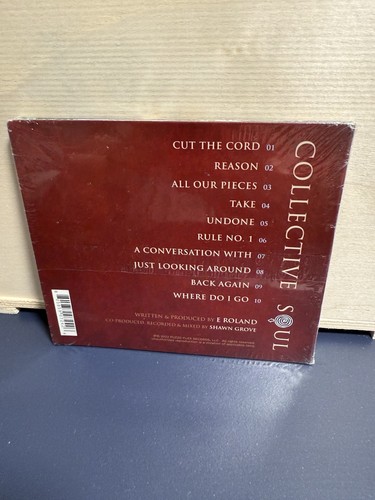 CUT THE CORD 01
REASON 02
ALL OUR PIECES 03
TAKE 04
UNDONE 05
RULE NO. 1 06
A CONVERSATION WITH 07
JUST LOOKING AROUND 08
BACK AGAIN 09
WHERE DO I GO 10
WRITTEN & PRODUCED BY E ROLAND
CO-PRODUCED, RECORDED & MIXED BY SHAWN GROVE
COLLECTIVE SOUL